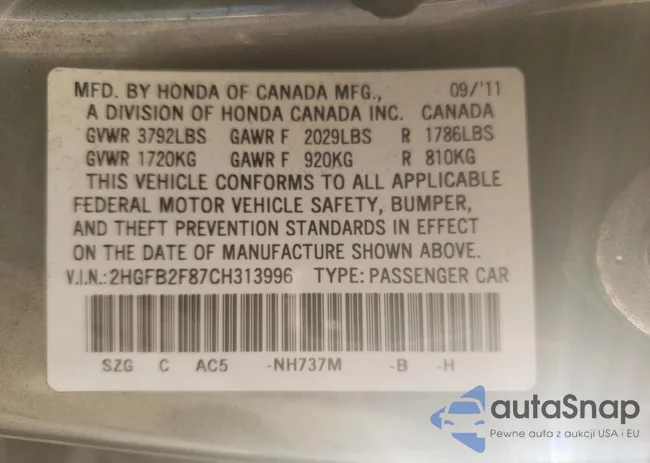 MFD. BY HONDA OF CANADA MFG., 09/'11
A DIVISION OF HONDA CANADA INC. CANADA
GVWR 3792LBS GAWR F 2029LBS R 1786LBS
GVWR 1720KG GAWR F 920KG R 810KG
THIS VEHICLE CONFORMS TO ALL APPLICABLE
FEDERAL MOTOR VEHICLE SAFETY, BUMPER,
AND THEFT PREVENTION STANDARDS IN EFFECT
ON THE DATE OF MANUFACTURE SHOWN ABOVE.
V.I.N.:2HGFB2F87CH313996 TYPE:PASSENGER CAR
SZG C AC5 -NH737M -B -H
autaSnap
Pewne auta z aukcji USA i EU